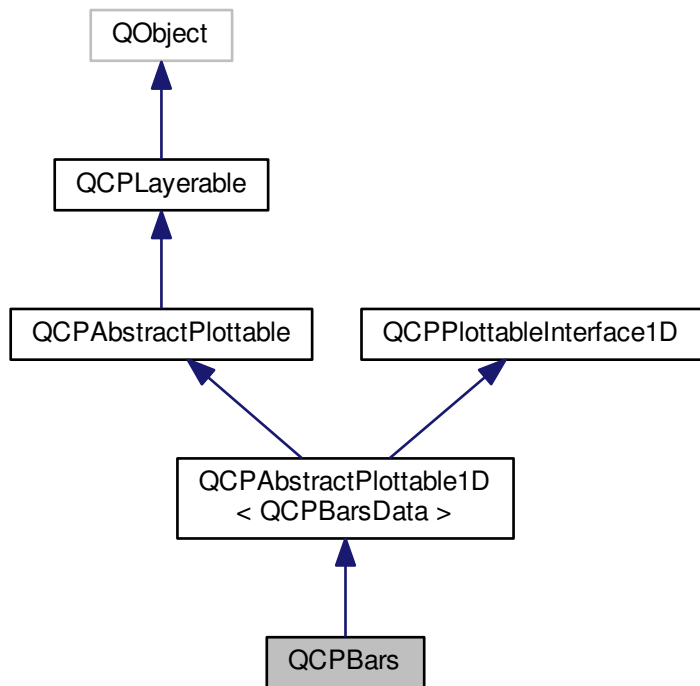 QObject
QCPLayerable
QCPAbstractPlottable
QCPPlottableInterface1D
QCPAbstractPlottable1D
< QCPBarsData >
QCPBars